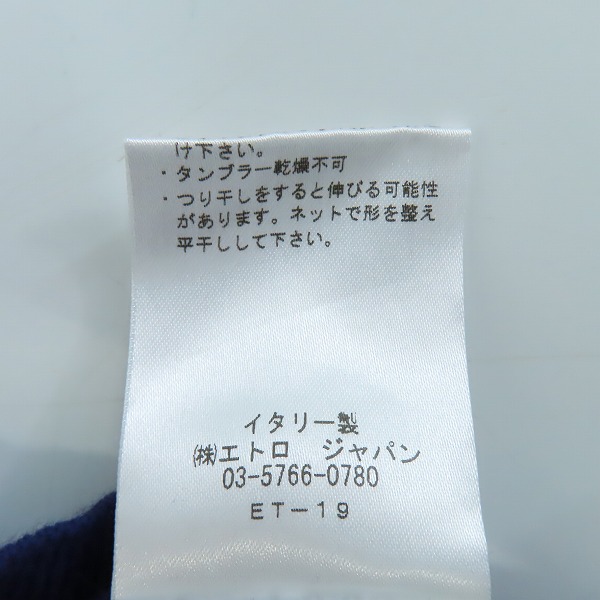 け下さい。
・タンブラー乾燥不可
・つり干しをすると伸びる可能性
があります。ネットで形を整え
平干しして下さい。
イタリー製
㈱エトロ ジャパン
03-5766-0780
ET-19